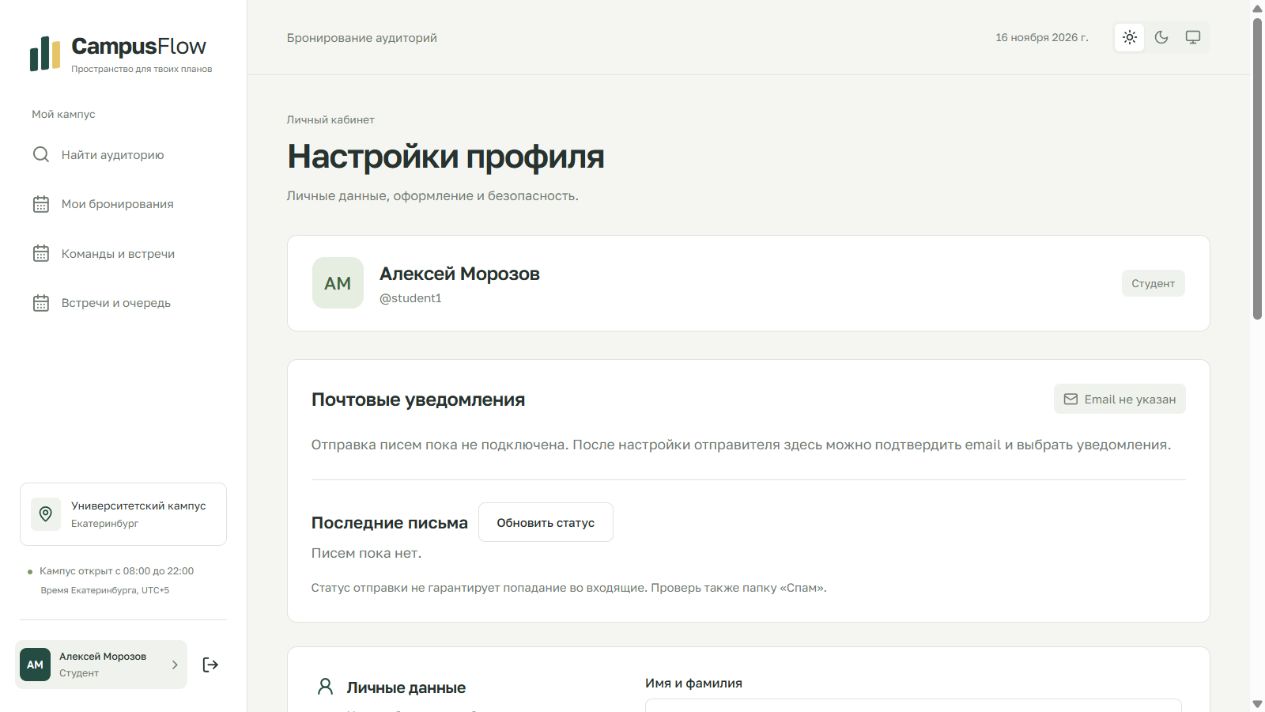 CampusFlow
Пространство для твоих планов
Мой кампус
Найти аудиторию
Мои бронирования
Команды и встречи
Встречи и очередь
Университетский кампус
Екатеринбург
Кампус открыт с 08:00 до 22:00
Время Екатеринбурга, UTC+5
АМ
Алексей Морозов
Студент
Бронирование аудиторий
16 ноября 2026 г.
Личный кабинет
Настройки профиля
Личные данные, оформление и безопасность.
АМ
Алексей Морозов
@student1
Студент
Почтовые уведомления
Email не указан
Отправка писем пока не подключена. После настройки отправителя здесь можно подтвердить email и выбрать уведомления.
Последние письма
Обновить статус
Писем пока нет.
Статус отправки не гарантирует попадание во входящие. Проверь также папку «Спам».
Личные данные
Имя и фамилия